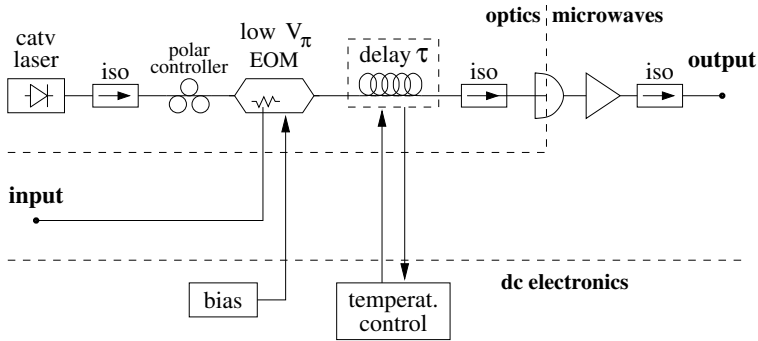 optics microwaves
catv
laser
iso
polar
controller
low Vπ
EOM
delay τ
iso
iso
output
input
dc electronics
bias
temperat.
control